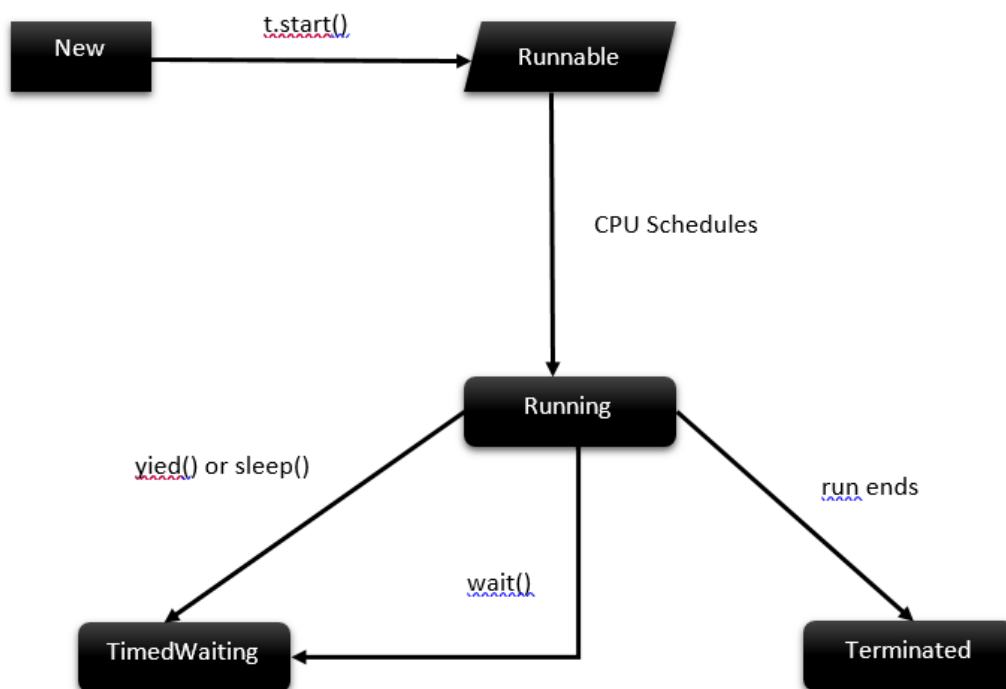 t.start()
New
Runnable
CPU Schedules
Running
yied() or sleep()
run ends
wait()
TimedWaiting
Terminated